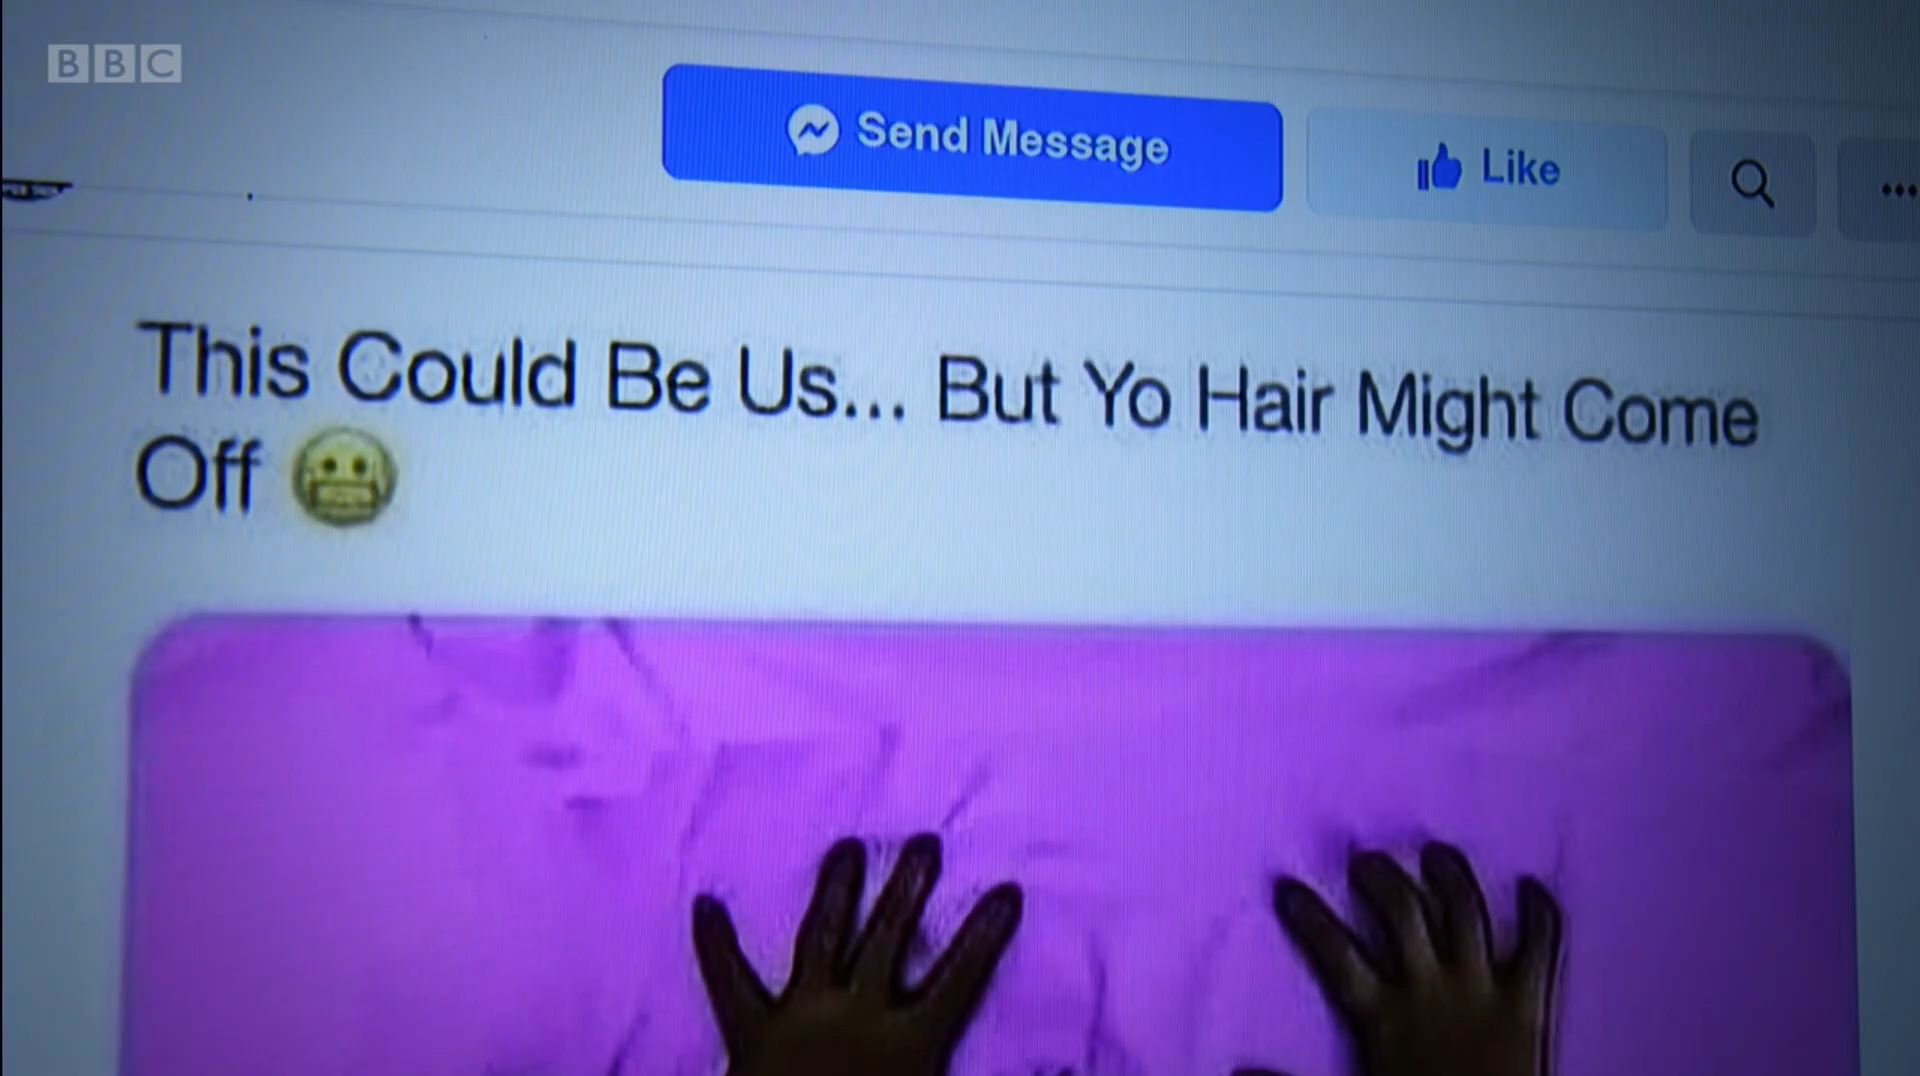 BBC
Send Message
Like
This Could Be Us... But Yo Hair Might Come
Off 😬